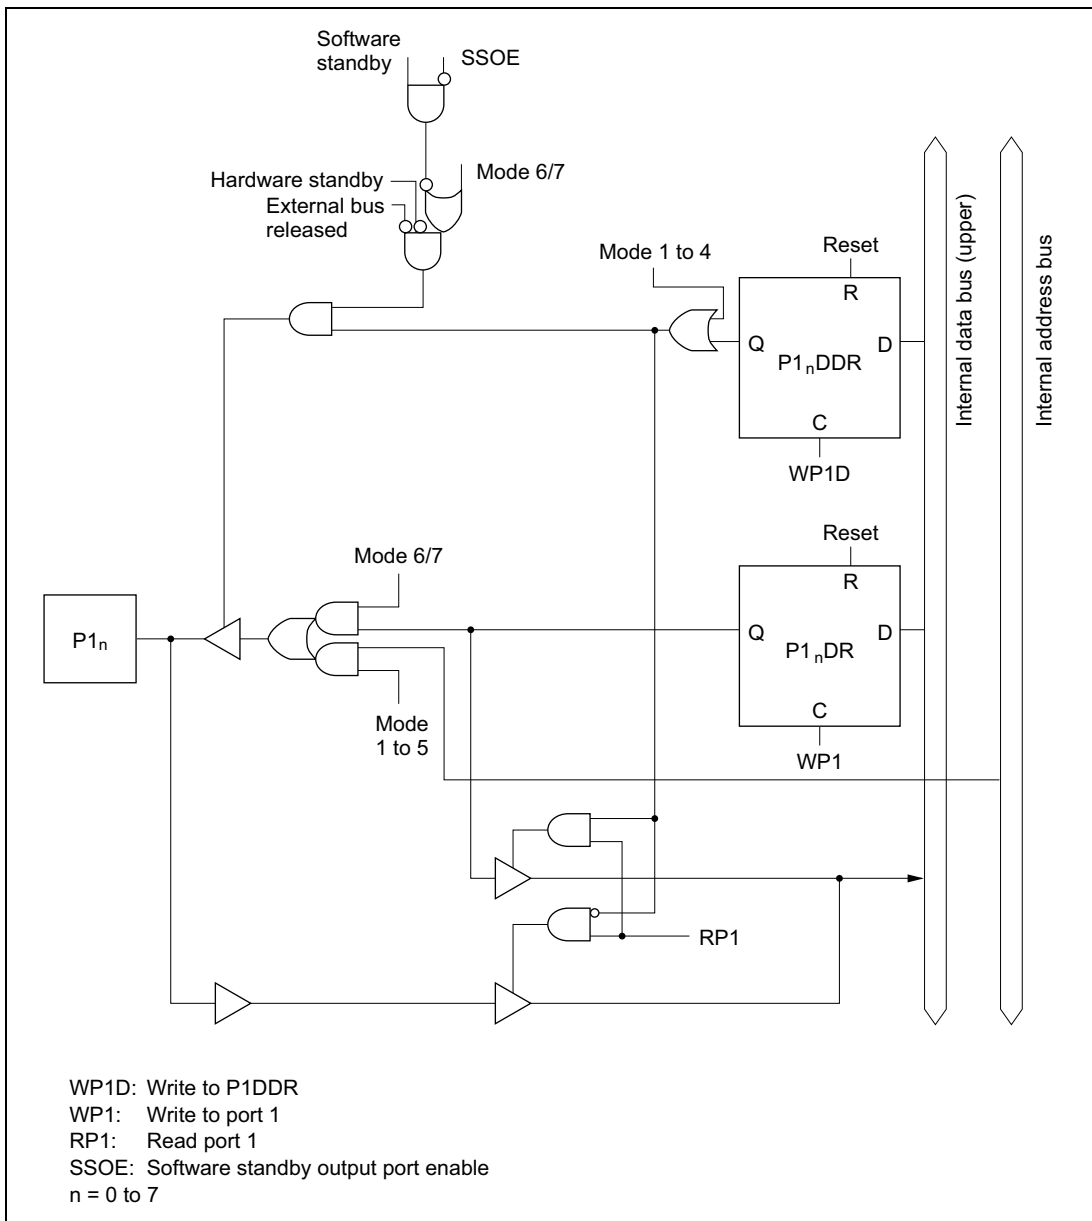 Software
standby
SSOE
Mode 6/7
Hardware standby
External bus
released
Mode 1 to 4
Reset
R
Q
D
P1nDDR
C
WP1D
Internal data bus (upper)
Internal address bus
Reset
R
Mode 6/7
P1n
Q
D
P1nDR
C
Mode
1 to 5
WP1
RP1
WP1D: Write to P1DDR
WP1: Write to port 1
RP1: Read port 1
SSOE: Software standby output port enable
n = 0 to 7